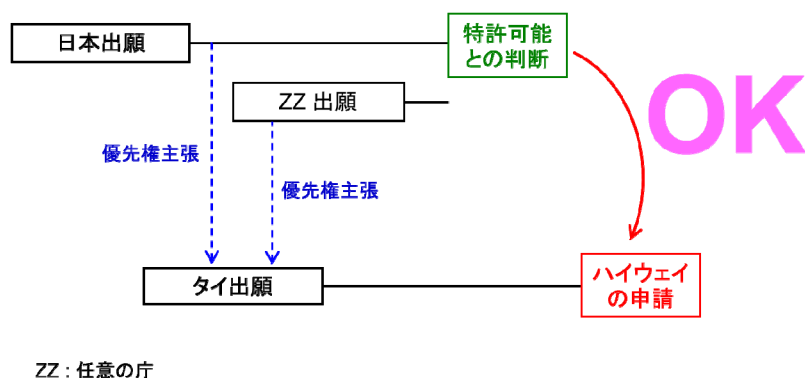 日本出願
特許可能
との判断
OK
ZZ 出願
優先権主張
優先権主張
タイ出願
ハイウェイ
の申請
ZZ : 任意の庁